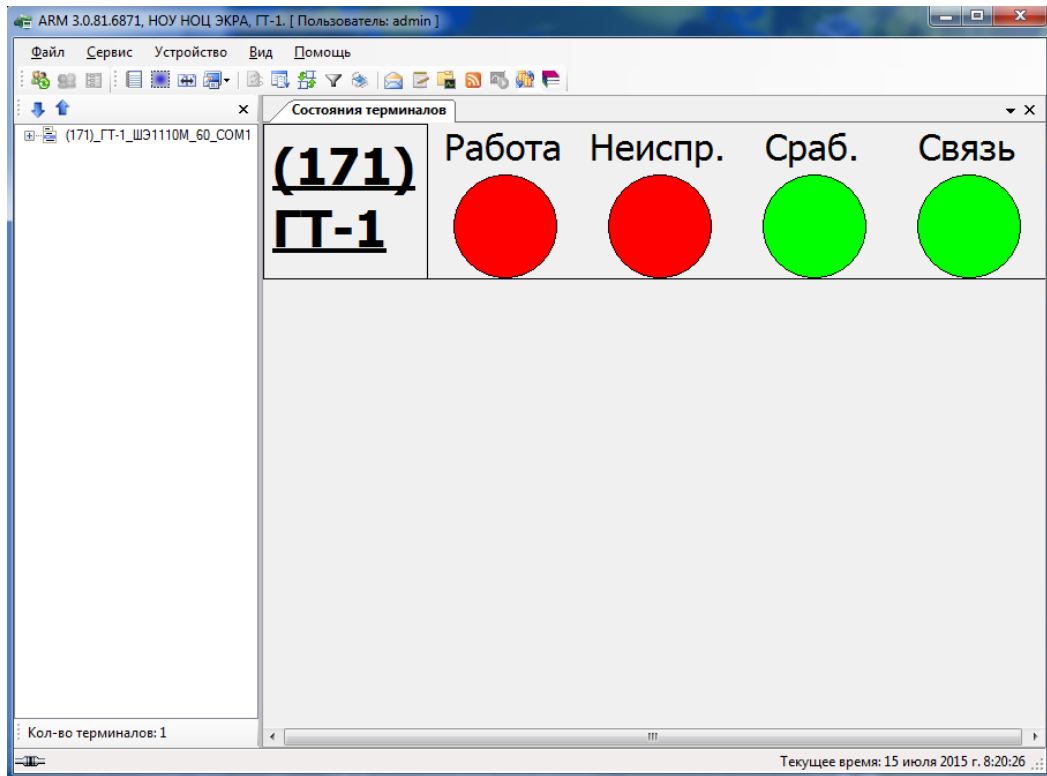 ARM 3.0.81.6871, НОУ НОЦ ЭКРА, ГТ-1. [ Пользователь: admin ]
Файл Сервис Устройство Вид Помощь
Состояния терминалов
(171)_ГТ-1_ШЭ1110М_60_COM1
(171)
ГТ-1
Работа Неиспр. Сраб. Связь
Кол-во терминалов: 1
Текущее время: 15 июля 2015 г. 8:20:26